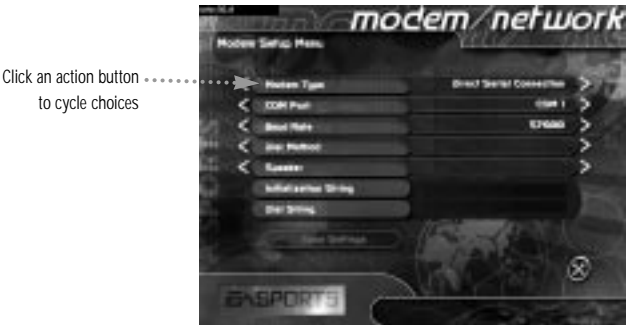 modem/network
Modem Setup Menu
Click an action button
to cycle choices
Modem Type
Direct Serial Connection
COM Port
COM 1
Baud Rate
57600
Dial Method
Speaker
Initialization String
Dial String
Save Settings
EA SPORTS